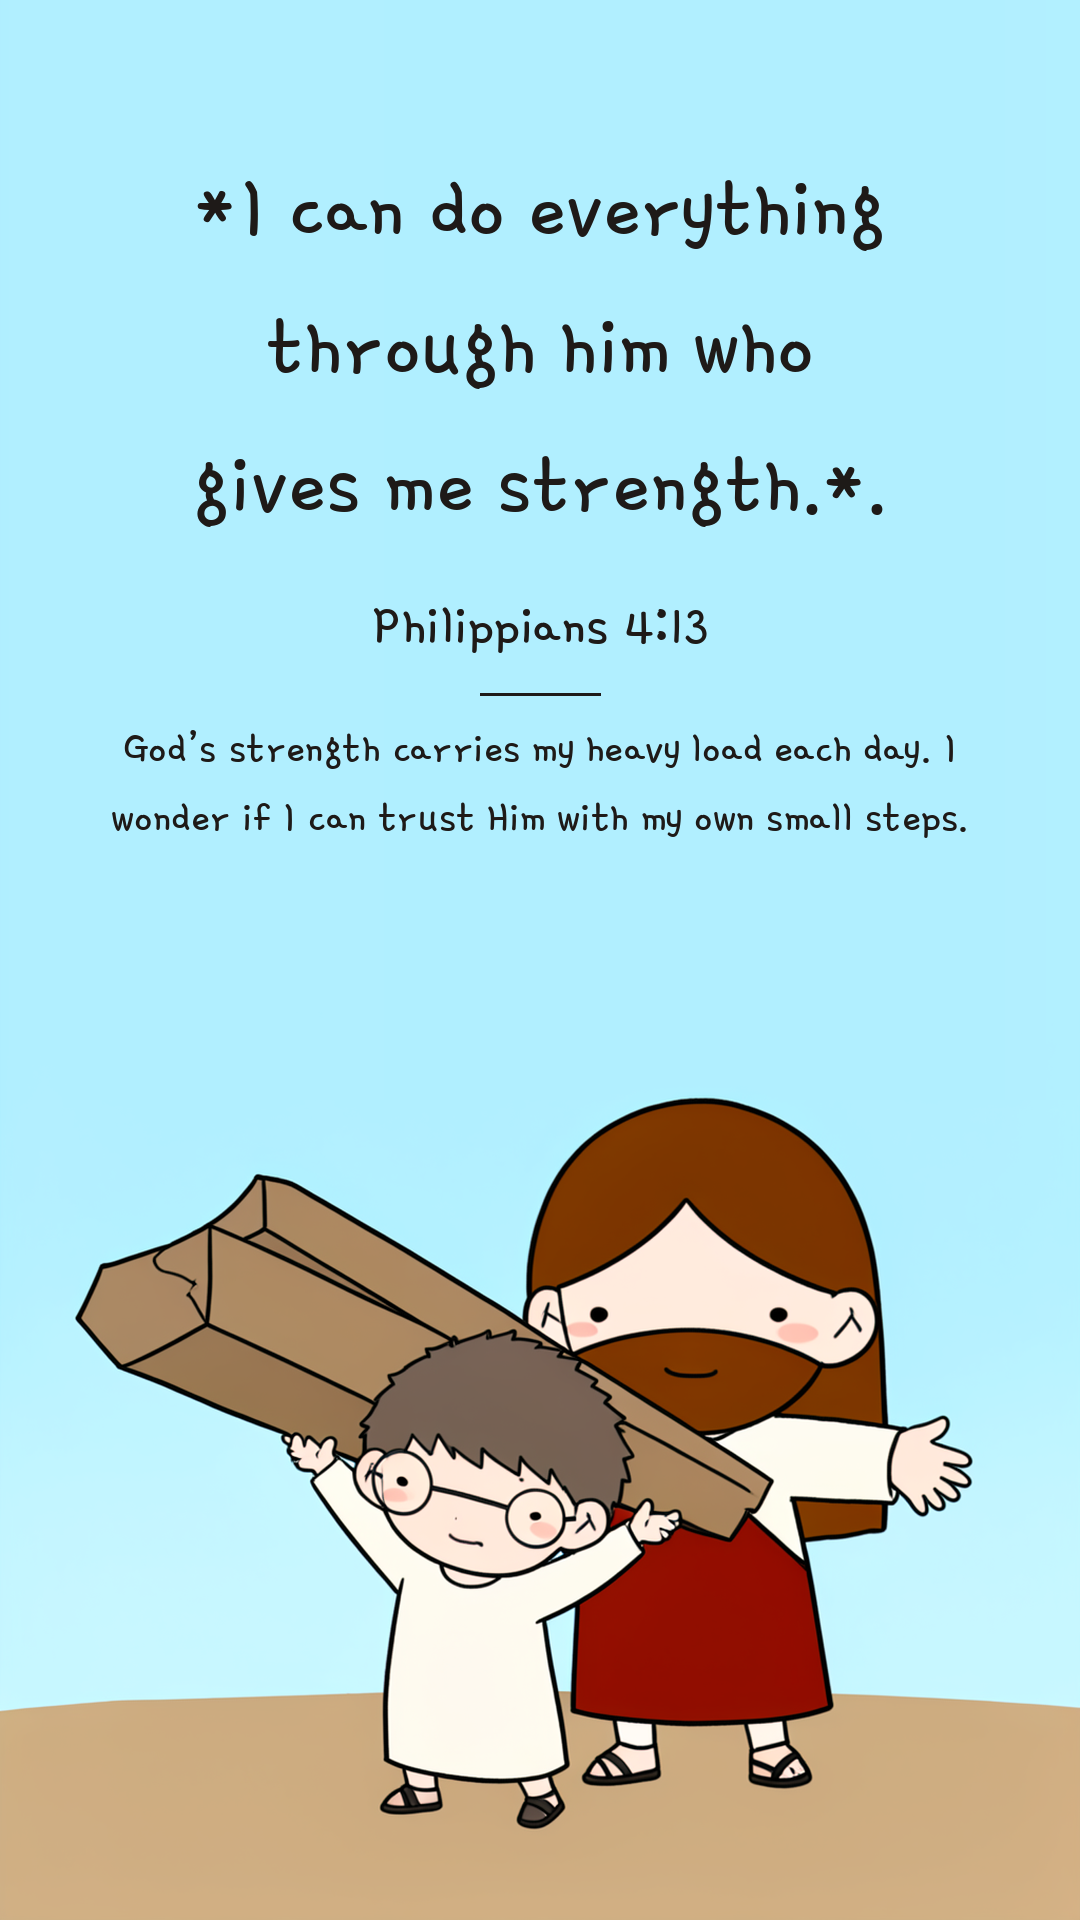 *I can do everything
through him who
gives me strength.*.
Philippians 4:13
God's strength carries my heavy load each day. I
wonder if I can trust Him with my own small steps.